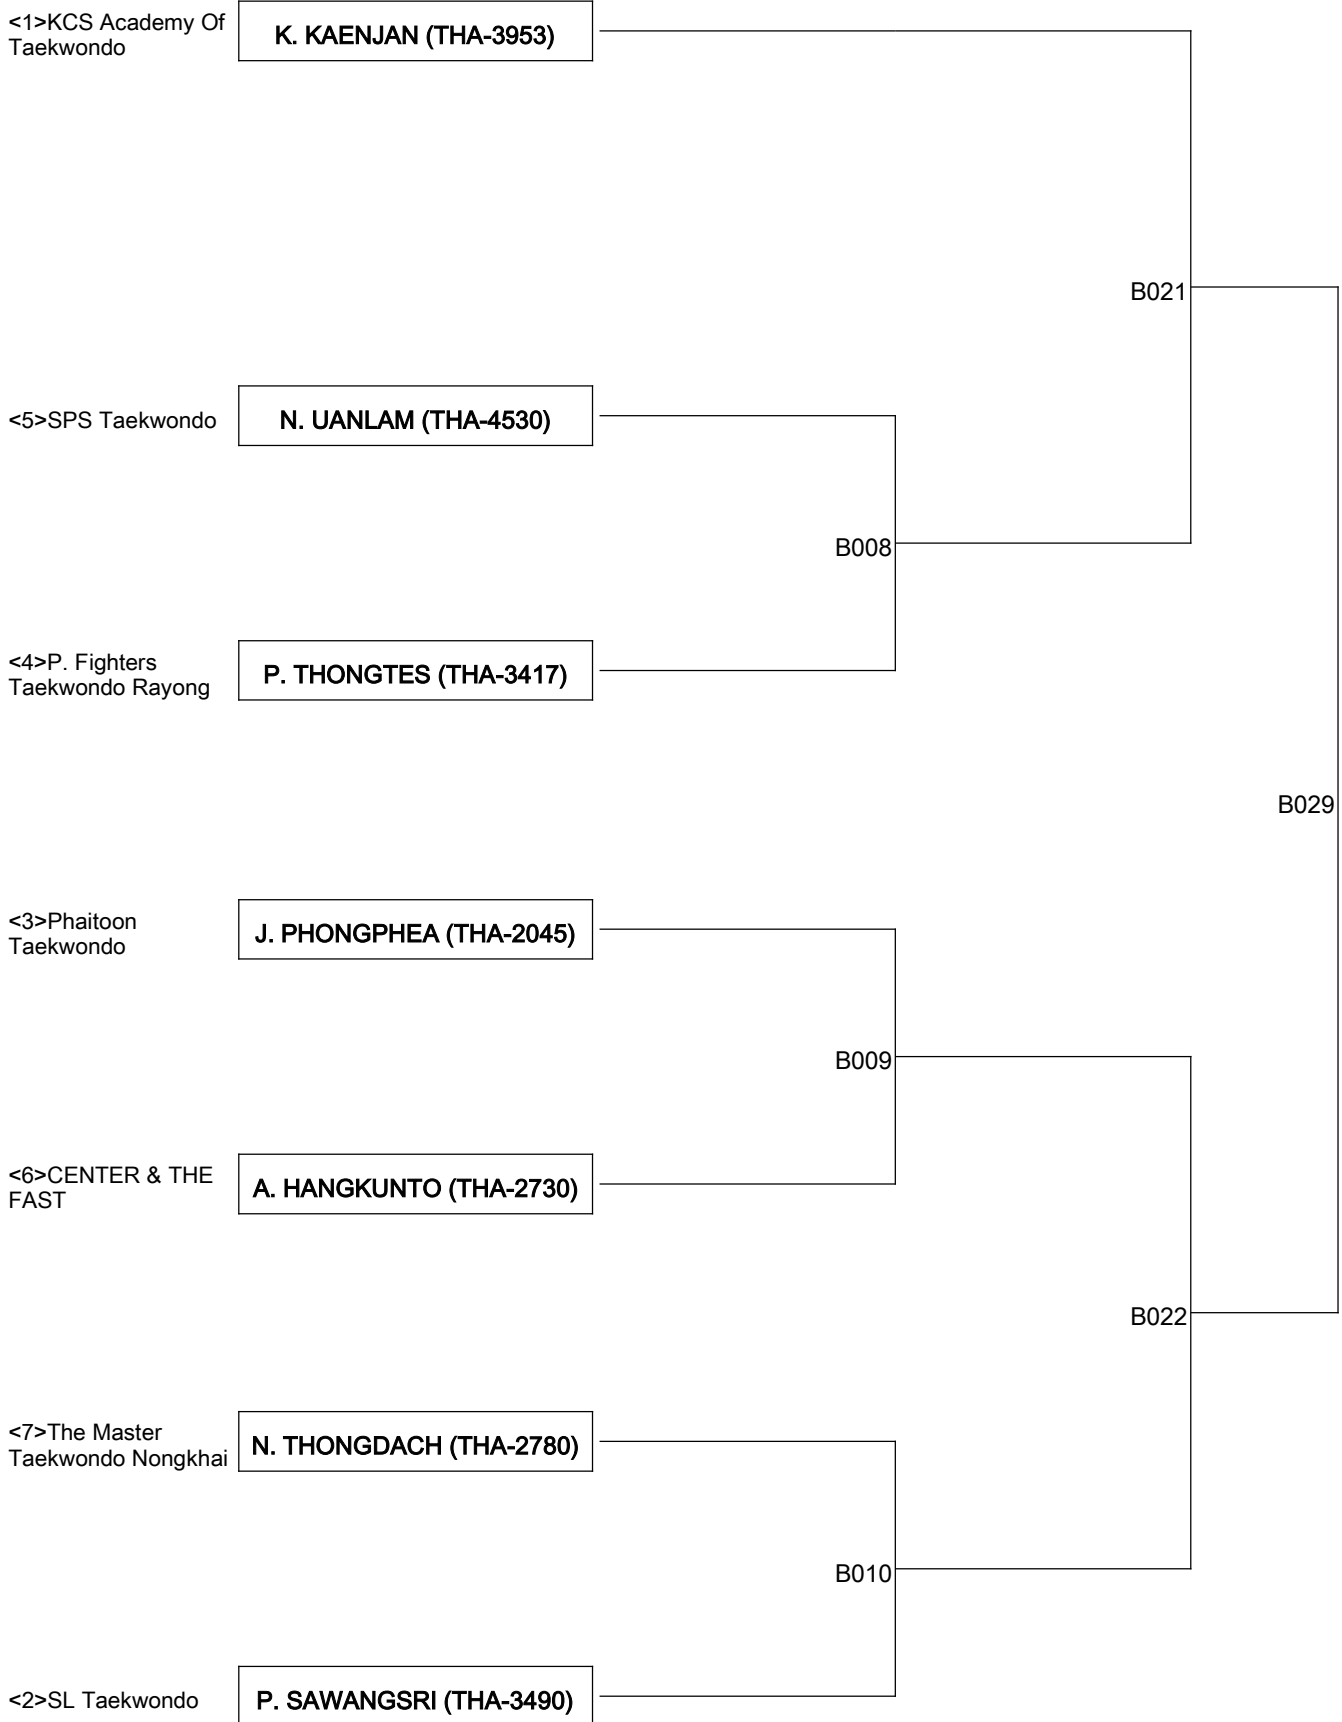 <1>KCS Academy Of
Taekwondo
K. KAENJAN (THA-3953)
B021
<5>SPS Taekwondo
N. UANLAM (THA-4530)
B008
<4>P. Fighters
Taekwondo Rayong
P. THONGTES (THA-3417)
B029
<3>Phaitoon
Taekwondo
J. PHONGPHEA (THA-2045)
B009
<6>CENTER & THE
FAST
A. HANGKUNTO (THA-2730)
B022
<7>The Master
Taekwondo Nongkhai
N. THONGDACH (THA-2780)
B010
<2>SL Taekwondo
P. SAWANGSRI (THA-3490)